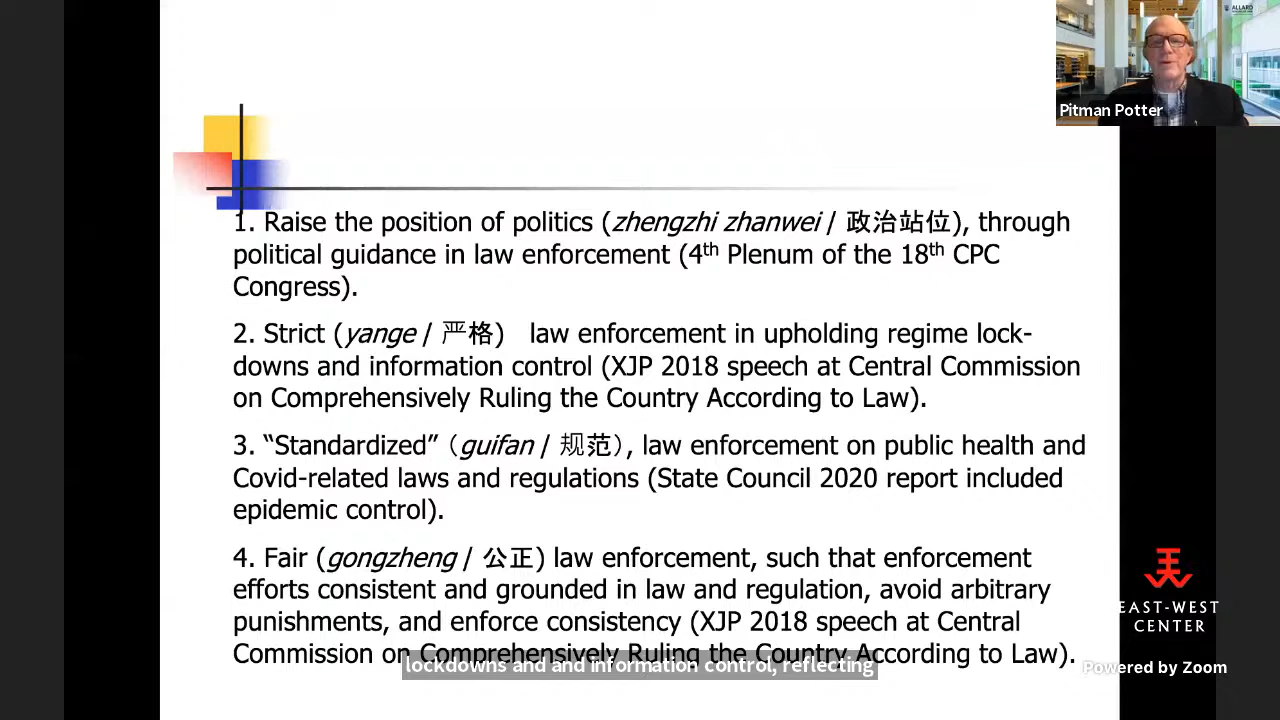 ALLARD
Pitman Potter
1. Raise the position of politics (zhengzhi zhanwei / 政治站位), through
political guidance in law enforcement (4th Plenum of the 18th CPC
Congress).
2. Strict (yange / 严格) law enforcement in upholding regime lock-
downs and information control (XJP 2018 speech at Central Commission
on Comprehensively Ruling the Country According to Law).
3. “Standardized” （guifan / 规范）, law enforcement on public health and
Covid-related laws and regulations (State Council 2020 report included
epidemic control).
4. Fair (gongzheng / 公正) law enforcement, such that enforcement
efforts consistent and grounded in law and regulation, avoid arbitrary
punishments, and enforce consistency (XJP 2018 speech at Central
Commission on Comprehensively Ruling the Country According to Law).
lockdowns and and information control, reflecting
EAST-WEST
CENTER
Powered by Zoom